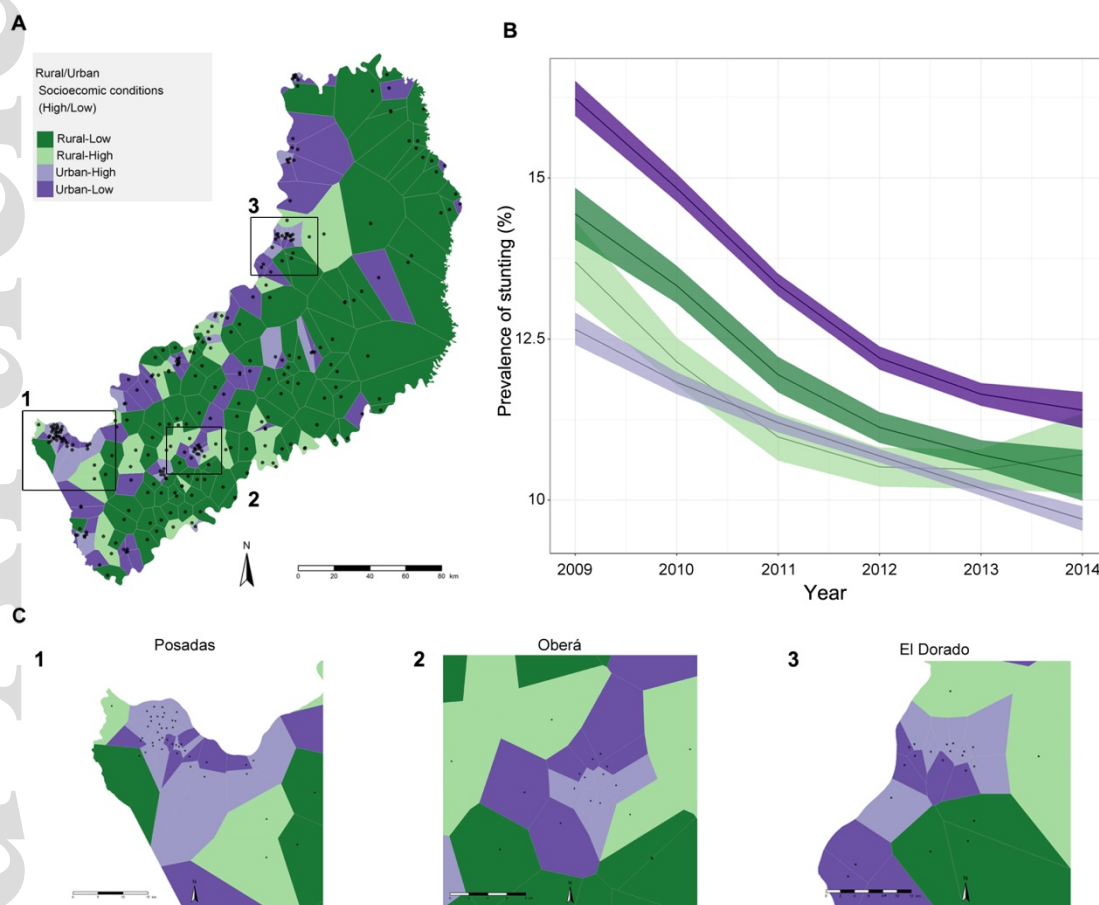 A
Rural/Urban
Socioecomic conditions
(High/Low)
Rural-Low
Rural-High
Urban-High
Urban-Low
3
1
2
N
0 20 40 60 80 km
B
Prevalence of stunting (%)
15
12.5
10
2009 2010 2011 2012 2013 2014
Year
C
1
Posadas
2
Oberá
3
El Dorado
N
N
N